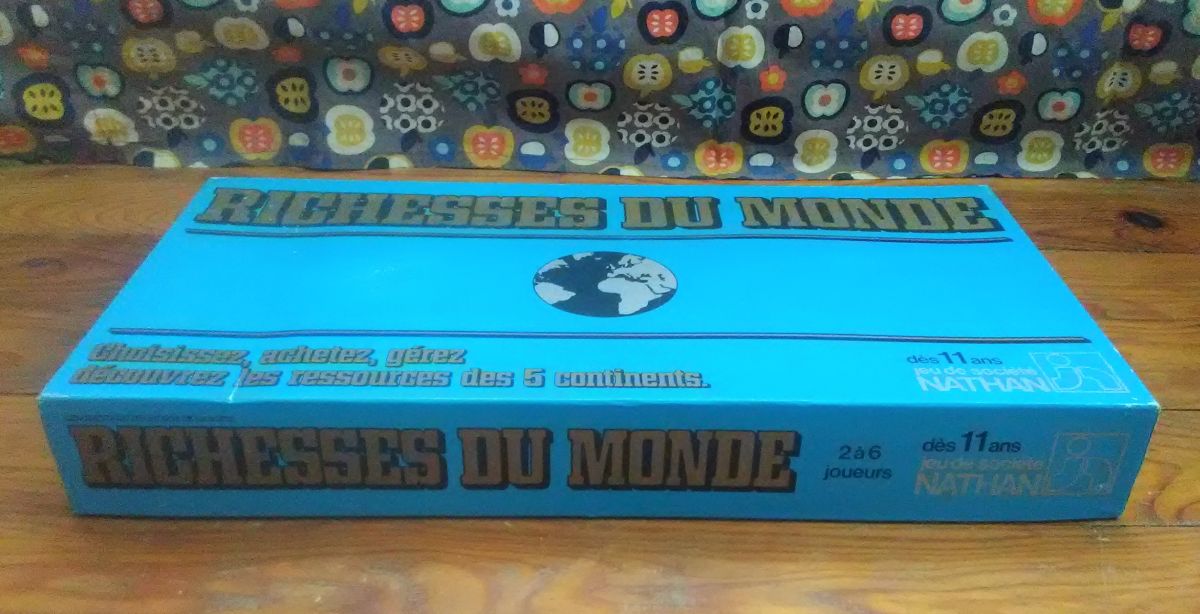 RICHESSES DU MONDE
Choisissez, achetez, gérez
découvrez les ressources des 5 continents.
dès 11 ans
jeu de société
NATHAN
RICHESSES DU MONDE
2 à 6
joueurs
dès 11 ans
jeu de société
NATHAN